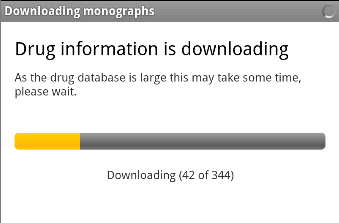 Downloading monographs
Drug information is downloading
As the drug database is large this may take some time,
please wait.
Downloading (42 of 344)